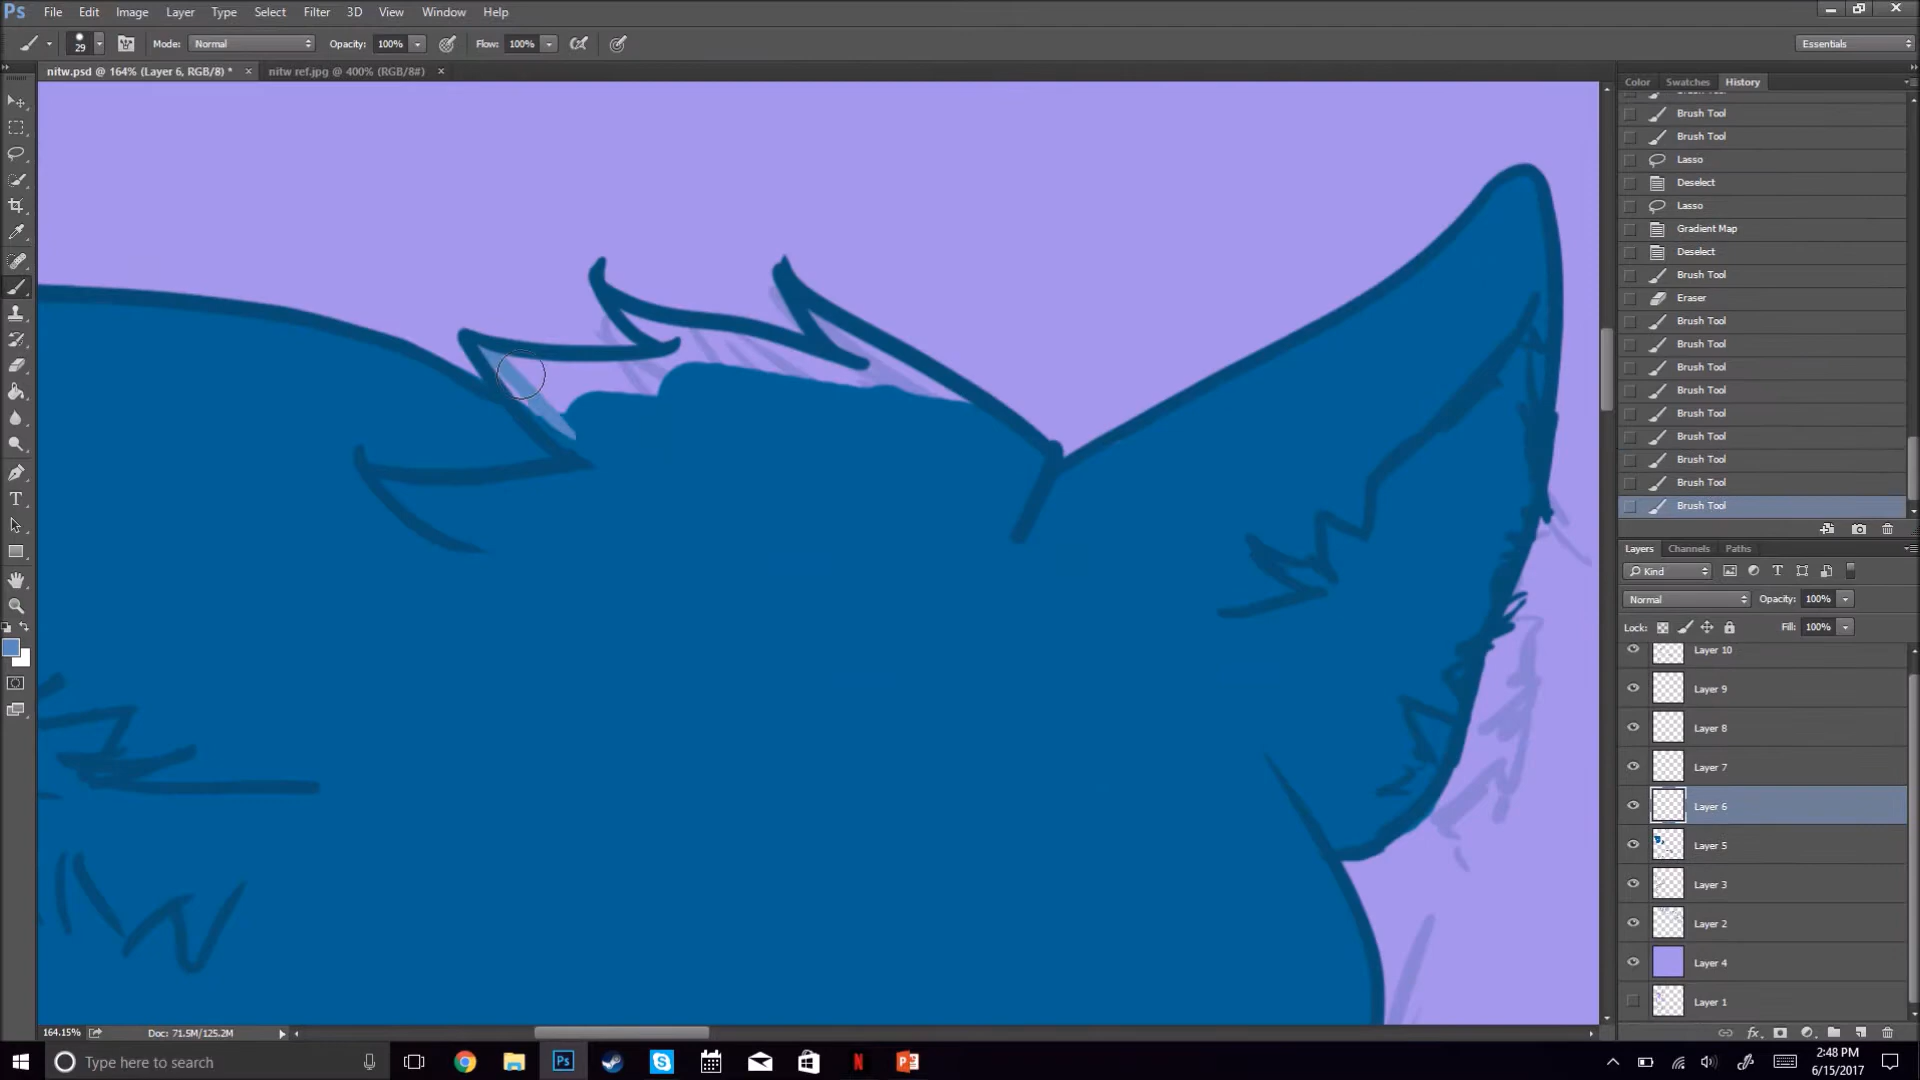 Ps File Edit Image Layer Type Select Filter 3D View Window Help
29 Mode: Normal Opacity: 100% Flow: 100% Essentials
nitw.psd @ 164% (Layer 6, RGB/8) * × nitw ref.jpg @ 400% (RGB/8#) ×
Color Swatches History
Brush Tool
Brush Tool
Brush Tool
Lasso
Deselect
Lasso
Gradient Map
Deselect
Brush Tool
Eraser
Brush Tool
Brush Tool
Brush Tool
Brush Tool
Brush Tool
Brush Tool
Brush Tool
Brush Tool
Brush Tool
Layers Channels Paths
Kind
Normal Opacity: 100%
Lock: Fill: 100%
Layer 10
Layer 9
Layer 8
Layer 7
Layer 6
Layer 5
Layer 3
Layer 2
Layer 4
Layer 1
164.15% Doc: 71.5M/125.2M
Type here to search
2:48 PM
6/15/2017